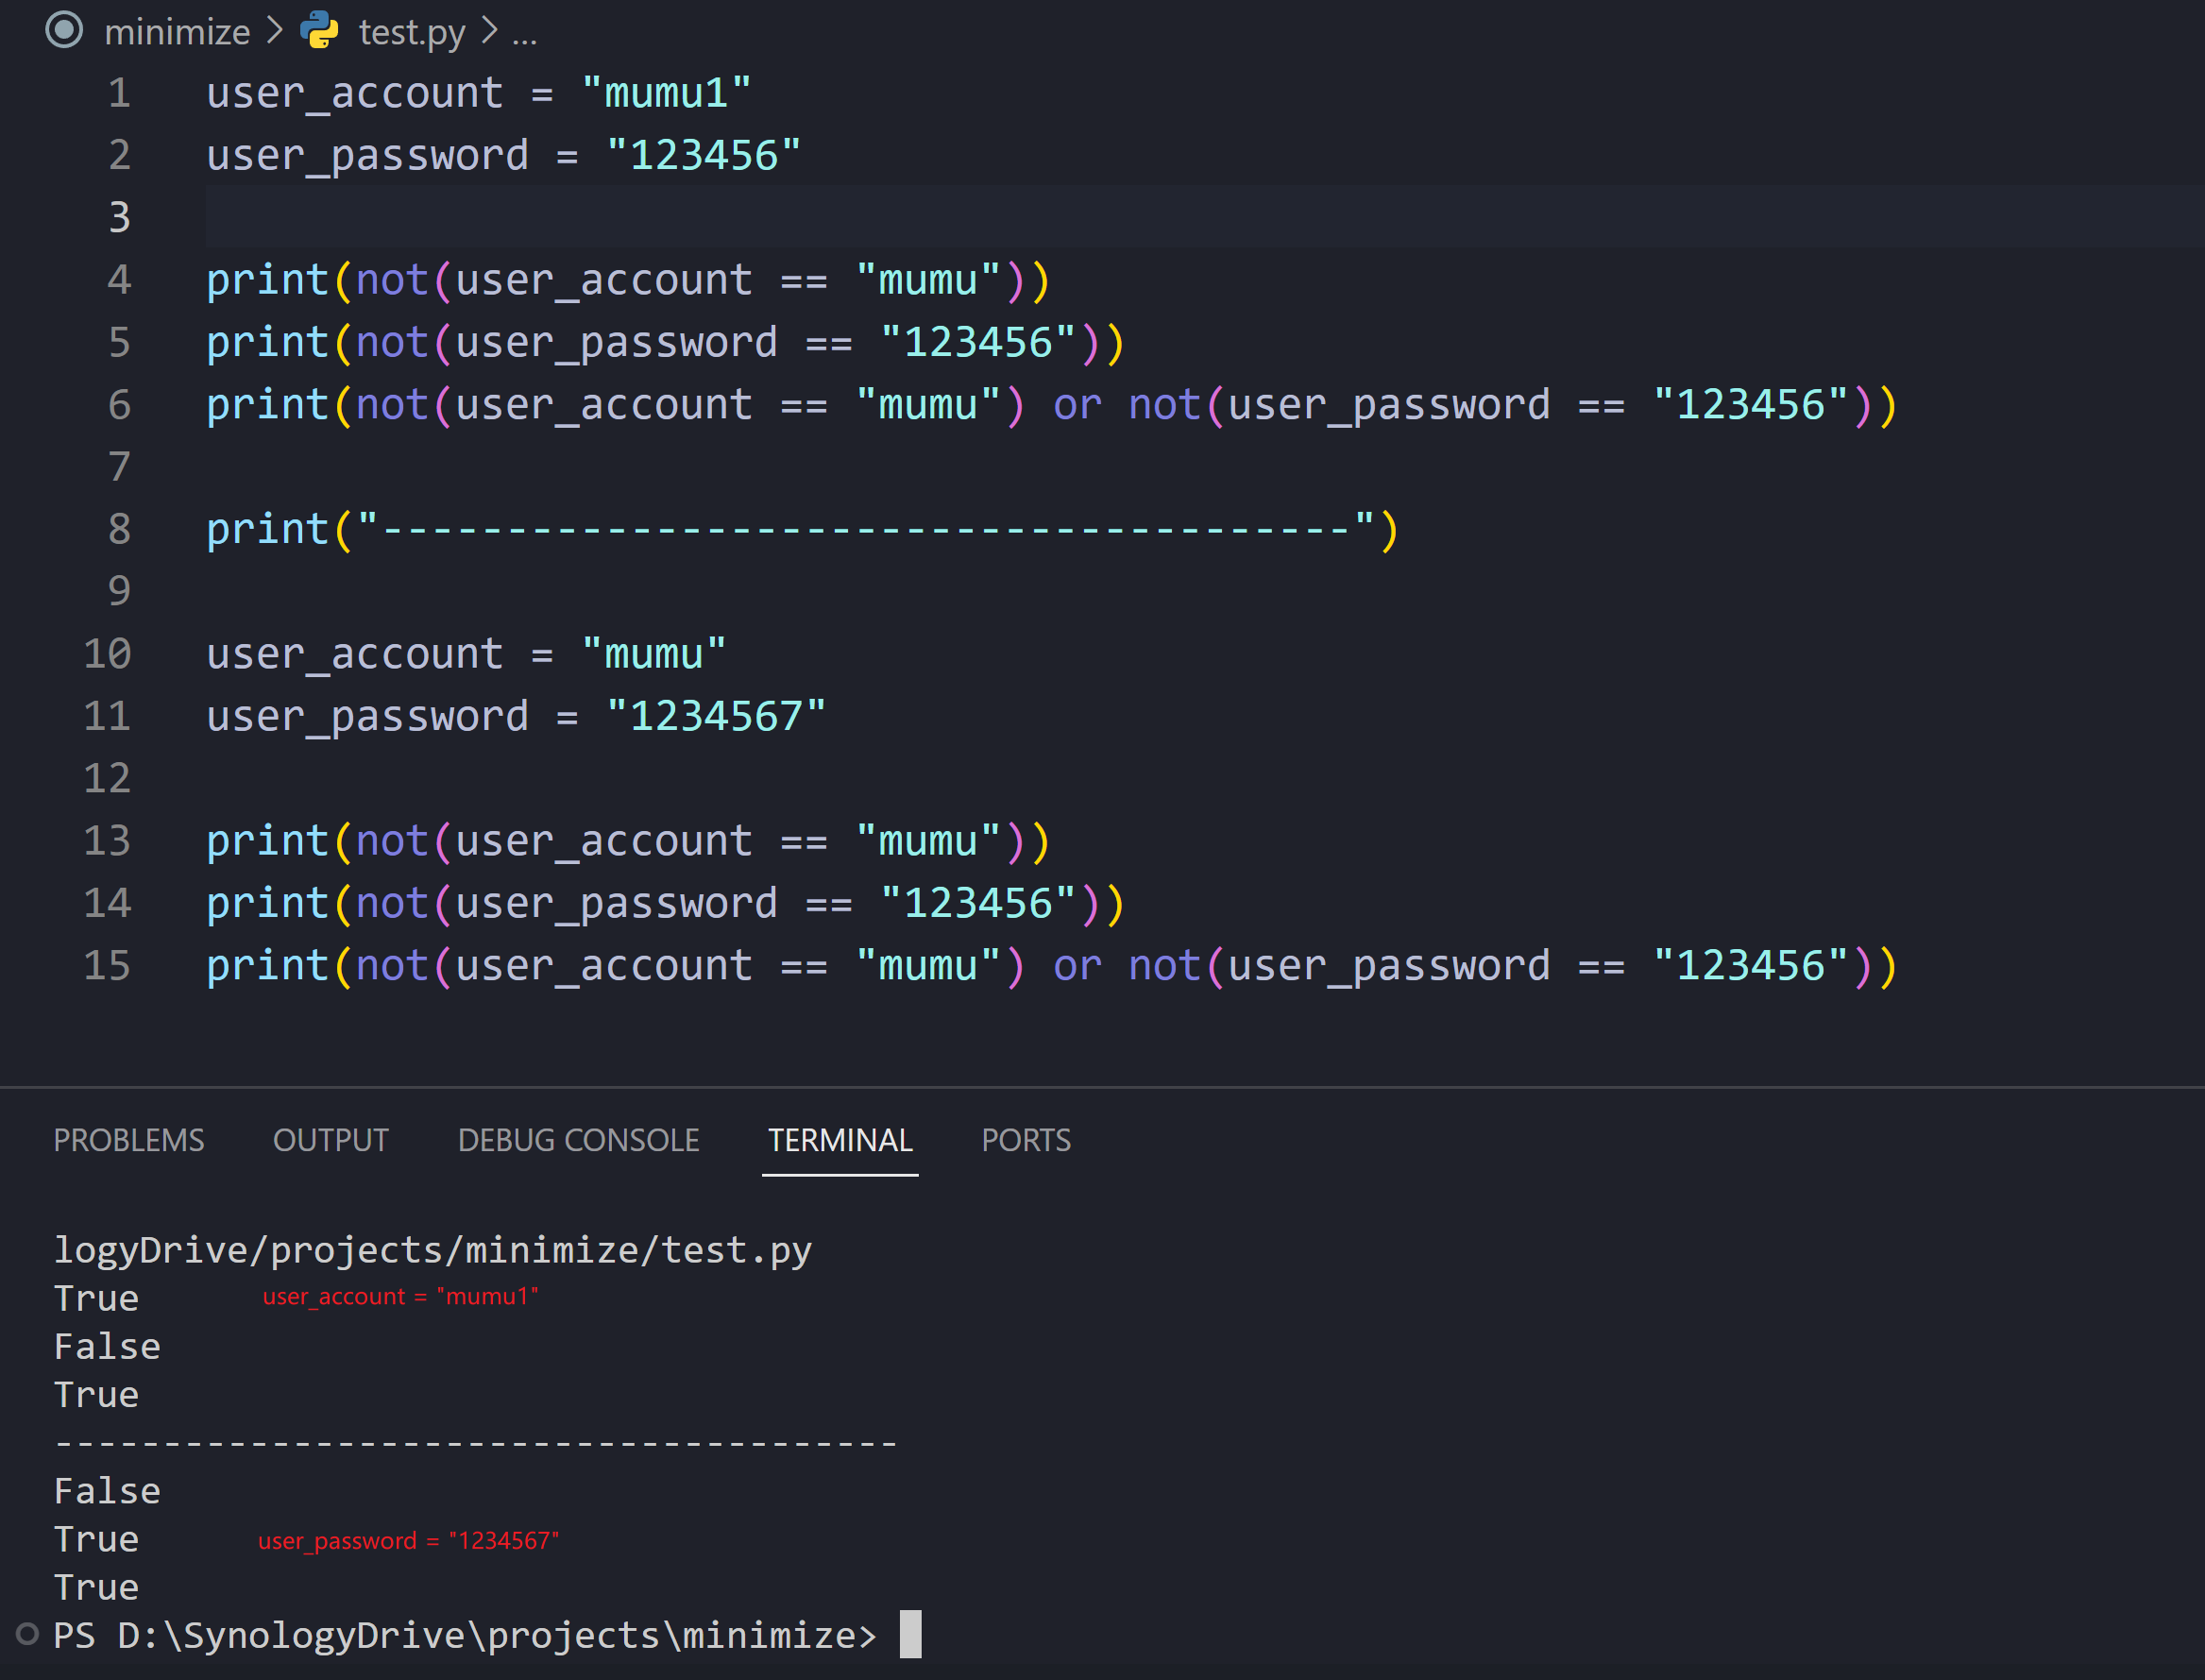 minimize > test.py > ...
1 user_account = "mumu1"
2 user_password = "123456"
3
4 print(not(user_account == "mumu"))
5 print(not(user_password == "123456"))
6 print(not(user_account == "mumu") or not(user_password == "123456"))
7
8 print("---------------------------------------")
9
10 user_account = "mumu"
11 user_password = "1234567"
12
13 print(not(user_account == "mumu"))
14 print(not(user_password == "123456"))
15 print(not(user_account == "mumu") or not(user_password == "123456"))
PROBLEMS OUTPUT DEBUG CONSOLE TERMINAL PORTS
logyDrive/projects/minimize/test.py
True user_account = "mumu1"
False
True
---------------------------------------
False
True user_password = "1234567"
True
PS D:\SynologyDrive\projects\minimize>